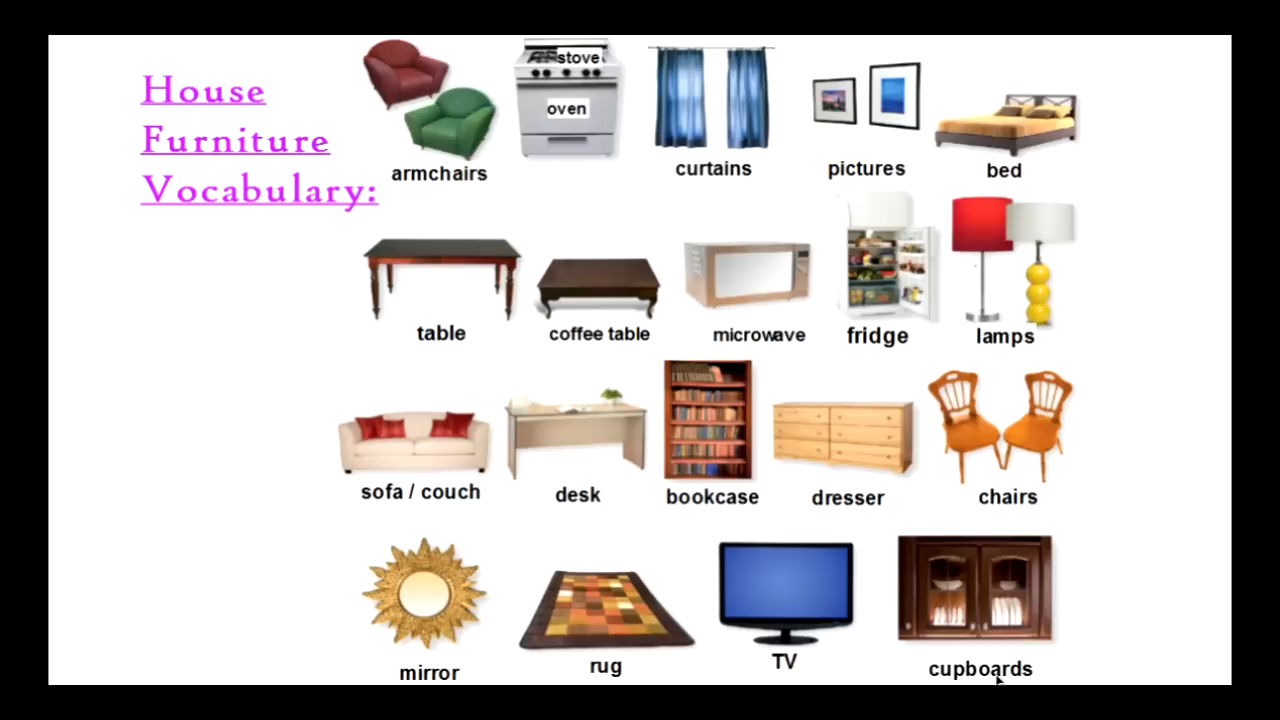 House
Furniture
Vocabulary:
stove
oven
armchairs
curtains
pictures
bed
table
coffee table
microwave
fridge
lamps
sofa / couch
desk
bookcase
dresser
chairs
mirror
rug
TV
cupboards